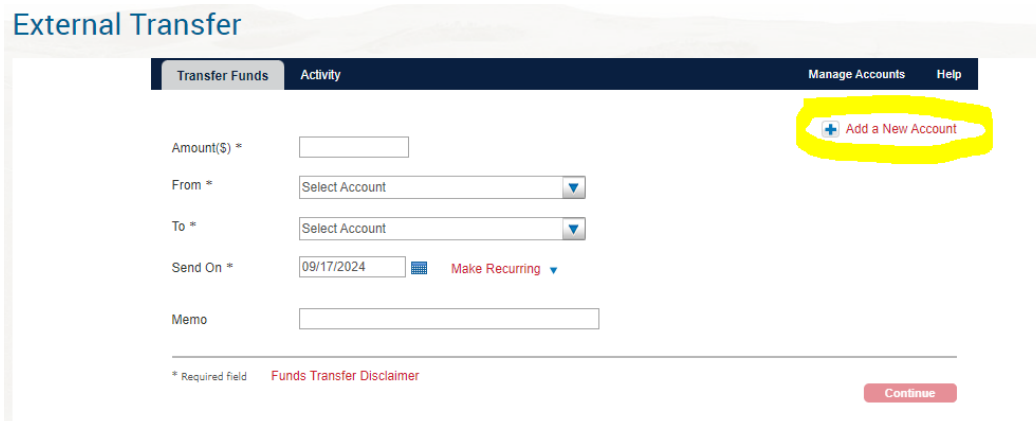 External Transfer
Transfer Funds Activity Manage Accounts Help
Add a New Account
Amount($) *
From * Select Account
To * Select Account
Send On * 09/17/2024 Make Recurring
Memo
* Required field Funds Transfer Disclaimer
Continue